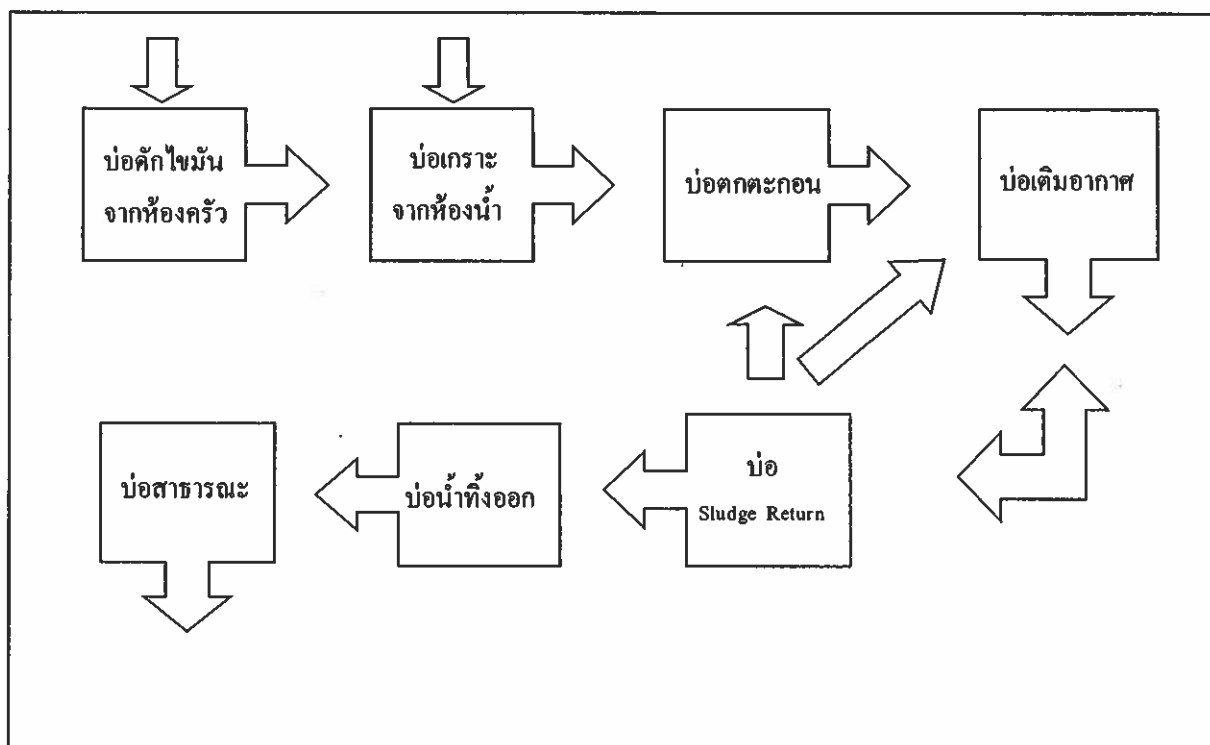 บ่อดักไขมัน
จากห้องครัว
บ่อเกราะ
จากห้องน้ำ
บ่อตกตะกอน
บ่อเติมอากาศ
บ่อสาธารณะ
บ่อน้ำทิ้งออก
บ่อ
Sludge Return